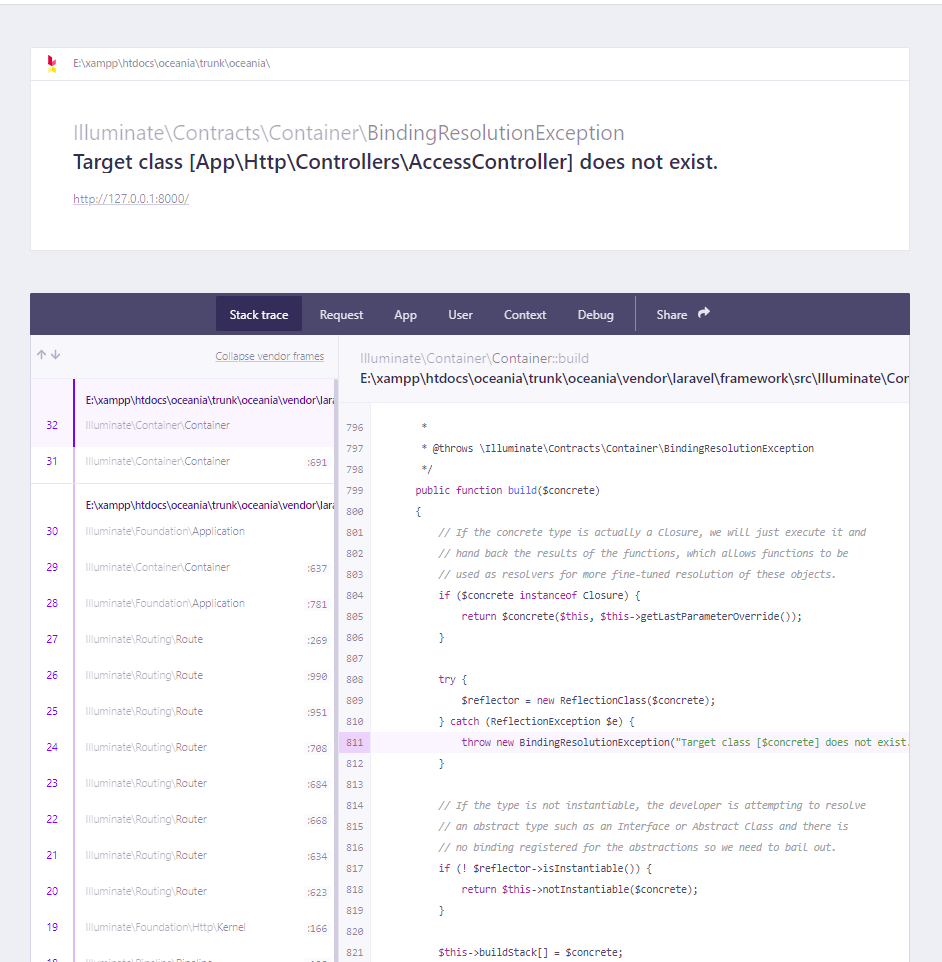 E:\xampp\htdocs\oceania\trunk\oceania\
Illuminate\Contracts\Container\BindingResolutionException
Target class [App\Http\Controllers\AccessController] does not exist.
http://127.0.0.1:8000/
Stack trace Request App User Context Debug Share
Collapse vendor frames
E:\xampp\htdocs\oceania\trunk\oceania\vendor\lara
32 Illuminate\Container\Container
31 Illuminate\Container\Container :691
E:\xampp\htdocs\oceania\trunk\oceania\vendor\lara
30 Illuminate\Foundation\Application
29 Illuminate\Container\Container :637
28 Illuminate\Foundation\Application :781
27 Illuminate\Routing\Route :269
26 Illuminate\Routing\Route :990
25 Illuminate\Routing\Route :951
24 Illuminate\Routing\Router :708
23 Illuminate\Routing\Router :684
22 Illuminate\Routing\Router :668
21 Illuminate\Routing\Router :634
20 Illuminate\Routing\Router :623
19 Illuminate\Foundation\Http\Kernel :166
18 Illuminate\Pipeline\Pipeline
Illuminate\Container\Container::build
E:\xampp\htdocs\oceania\trunk\oceania\vendor\laravel\framework\src\Illuminate\Con
796 *
797 * @throws \Illuminate\Contracts\Container\BindingResolutionException
798 */
799 public function build($concrete)
800 {
801 // If the concrete type is actually a Closure, we will just execute it and
802 // hand back the results of the functions, which allows functions to be
803 // used as resolvers for more fine-tuned resolution of these objects.
804 if ($concrete instanceof Closure) {
805 return $concrete($this, $this->getLastParameterOverride());
806 }
807
808 try {
809 $reflector = new ReflectionClass($concrete);
810 } catch (ReflectionException $e) {
811 throw new BindingResolutionException("Target class [$concrete] does not exist.
812 }
813
814 // If the type is not instantiable, the developer is attempting to resolve
815 // an abstract type such as an Interface or Abstract Class and there is
816 // no binding registered for the abstractions so we need to bail out.
817 if (! $reflector->isInstantiable()) {
818 return $this->notInstantiable($concrete);
819 }
820
821 $this->buildStack[] = $concrete;